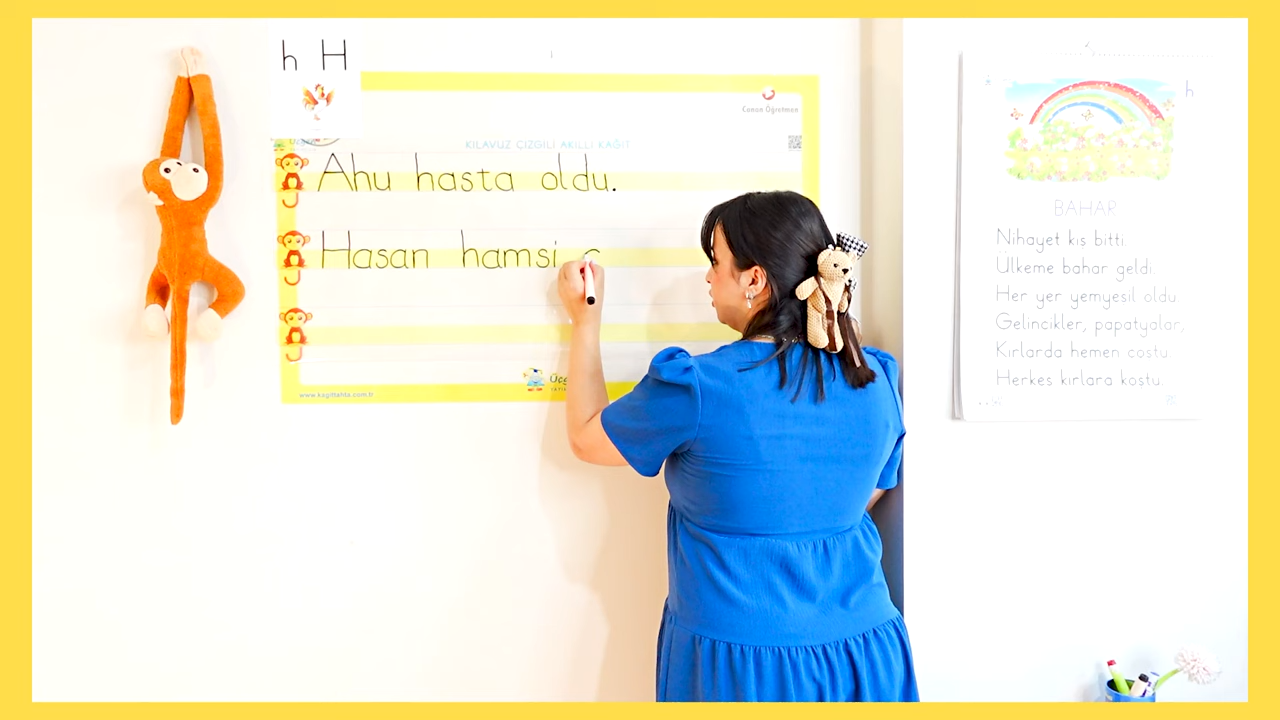 h H
Canan Öğretmen
KILAVUZ ÇİZGİLİ AKILLI KAĞIT
Ahu hasta oldu.
Hasan hamsi
www.kagittahta.com.tr
h
BAHAR
Nihayet kış bitti
Ülkeme bahar geldi.
Her yer yemyeşil oldu
Gelincikler, papatyalar,
Kırlarda hemen coştu
Herkes kırlara koştu.